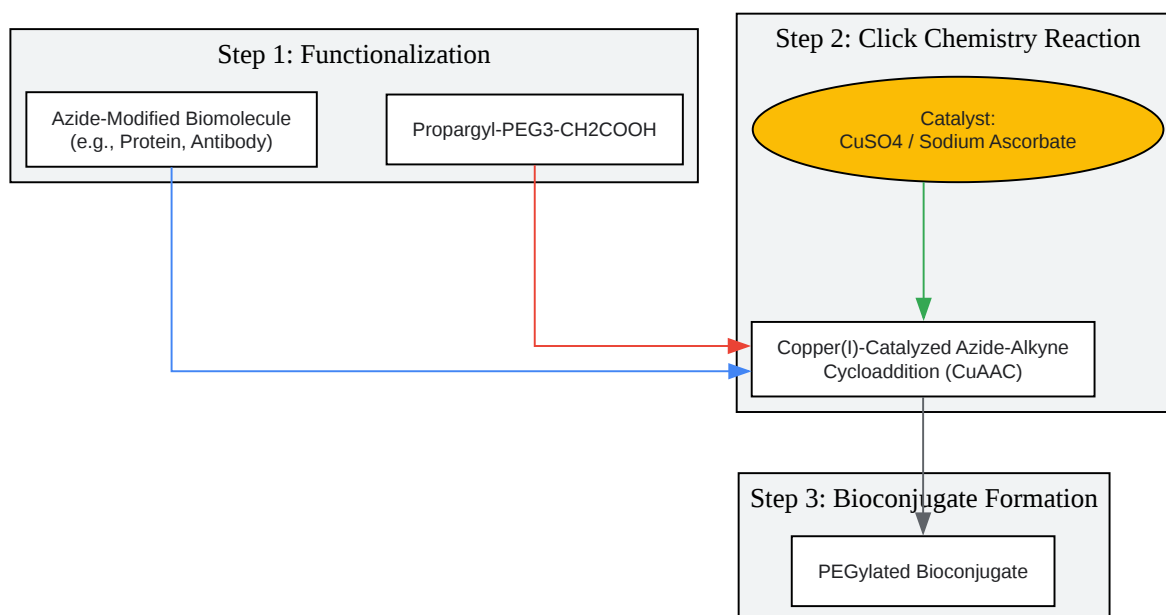 Step 1: Functionalization
Azide-Modified Biomolecule
(e.g., Protein, Antibody)
Propargyl-PEG3-CH2COOH
Step 2: Click Chemistry Reaction
Catalyst:
CuSO4 / Sodium Ascorbate
Copper(I)-Catalyzed Azide-Alkyne
Cycloaddition (CuAAC)
Step 3: Bioconjugate Formation
PEGylated Bioconjugate